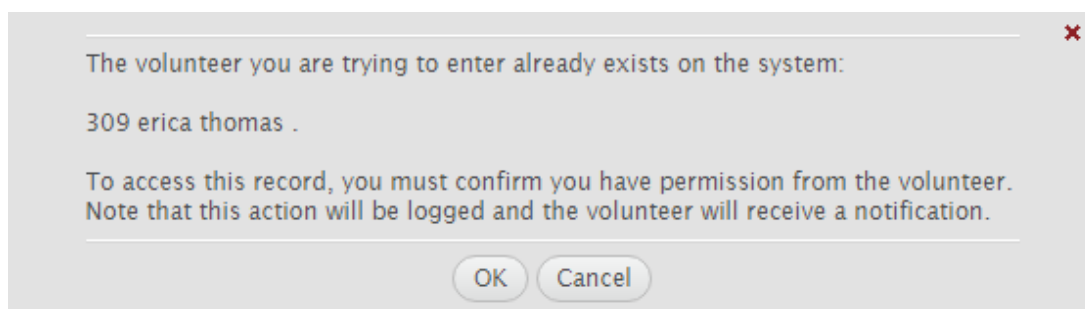 The volunteer you are trying to enter already exists on the system:
309 erica thomas .
To access this record, you must confirm you have permission from the volunteer.
Note that this action will be logged and the volunteer will receive a notification.
OK Cancel